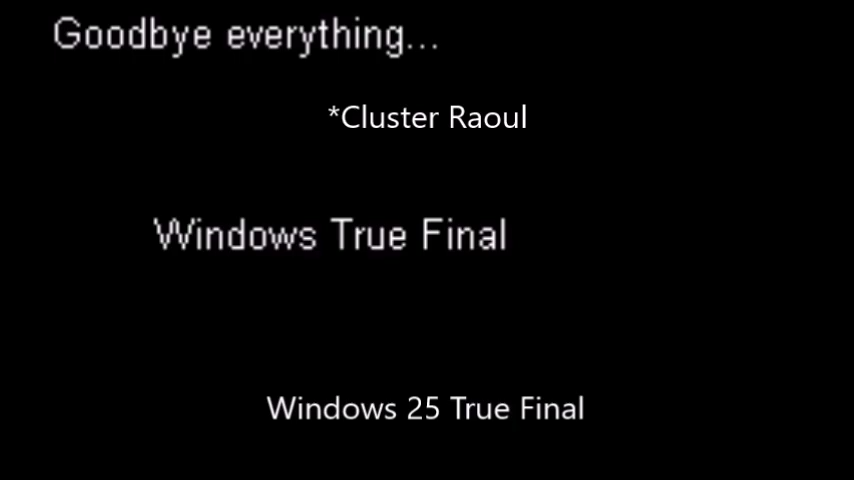 Goodbye everything...
*Cluster Raoul
Windows True Final
Windows 25 True Final